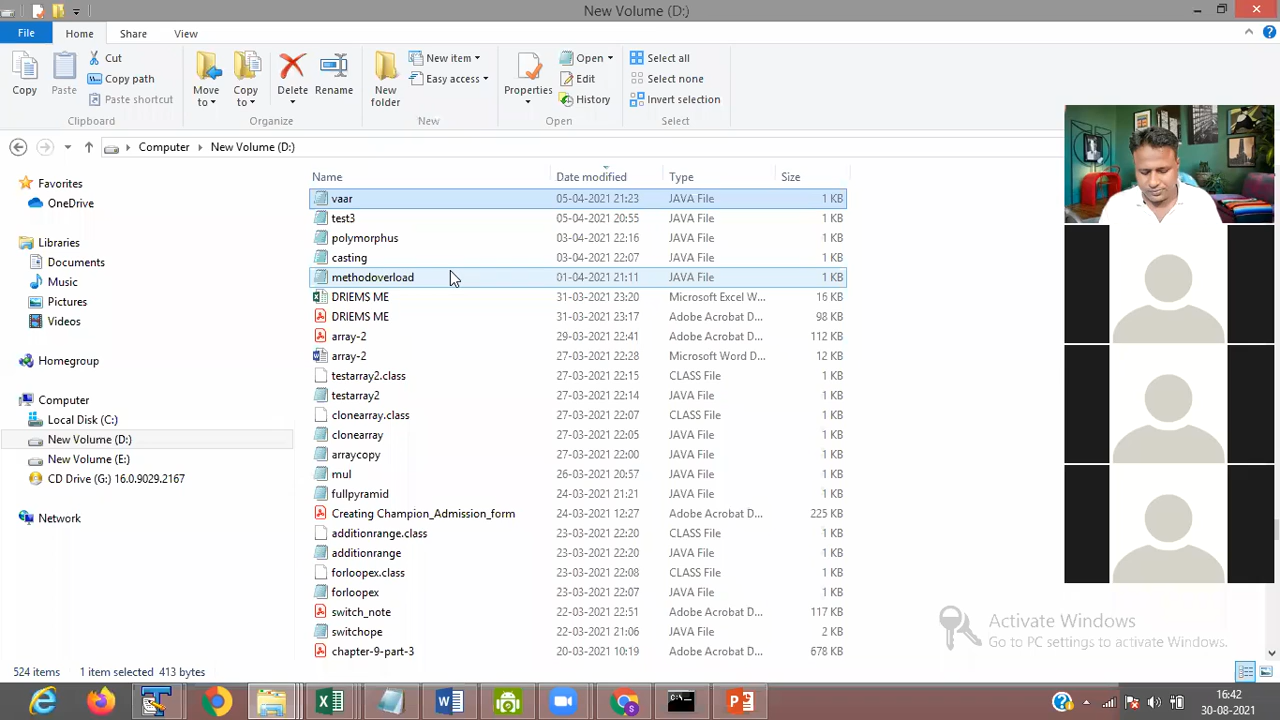 New Volume (D:)
File Home Share View
Copy Paste Cut Copy path Paste shortcut Move to Copy to Delete Rename New folder New item Easy access Properties Open Edit History Select all Select none Invert selection
Clipboard Organize New Open Select
Computer New Volume (D:)
Name Date modified Type Size
Favorites
OneDrive
Libraries
Documents
Music
Pictures
Videos
Homegroup
Computer
Local Disk (C:)
New Volume (D:)
New Volume (E:)
CD Drive (G:) 16.0.9029.2167
Network
vaar 05-04-2021 21:23 JAVA File 1 KB
test3 05-04-2021 20:55 JAVA File 1 KB
polymorphus 03-04-2021 22:16 JAVA File 1 KB
casting 03-04-2021 22:07 JAVA File 1 KB
methodoverload 01-04-2021 21:11 JAVA File 1 KB
DRIEMS ME 31-03-2021 23:20 Microsoft Excel W... 16 KB
DRIEMS ME 31-03-2021 23:17 Adobe Acrobat D... 98 KB
array-2 29-03-2021 22:41 Adobe Acrobat D... 112 KB
array-2 27-03-2021 22:28 Microsoft Word D... 12 KB
testarray2.class 27-03-2021 22:15 CLASS File 1 KB
testarray2 27-03-2021 22:14 JAVA File 1 KB
clonearray.class 27-03-2021 22:07 CLASS File 1 KB
clonearray 27-03-2021 22:05 JAVA File 1 KB
arraycopy 27-03-2021 22:00 JAVA File 1 KB
mul 26-03-2021 20:57 JAVA File 1 KB
fullpyramid 24-03-2021 21:21 JAVA File 1 KB
Creating Champion_Admission_form 24-03-2021 12:27 Adobe Acrobat D... 225 KB
additionrange.class 23-03-2021 22:20 CLASS File 1 KB
additionrange 23-03-2021 22:20 JAVA File 1 KB
forloopex.class 23-03-2021 22:08 CLASS File 1 KB
forloopex 23-03-2021 22:07 JAVA File 1 KB
switch_note 22-03-2021 22:51 Adobe Acrobat D... 117 KB
switchope 22-03-2021 21:06 JAVA File 2 KB
chapter-9-part-3 20-03-2021 10:19 Adobe Acrobat D... 678 KB
Activate Windows
Go to PC settings to activate Windows.
524 items 1 item selected 413 bytes
16:42
30-08-2021